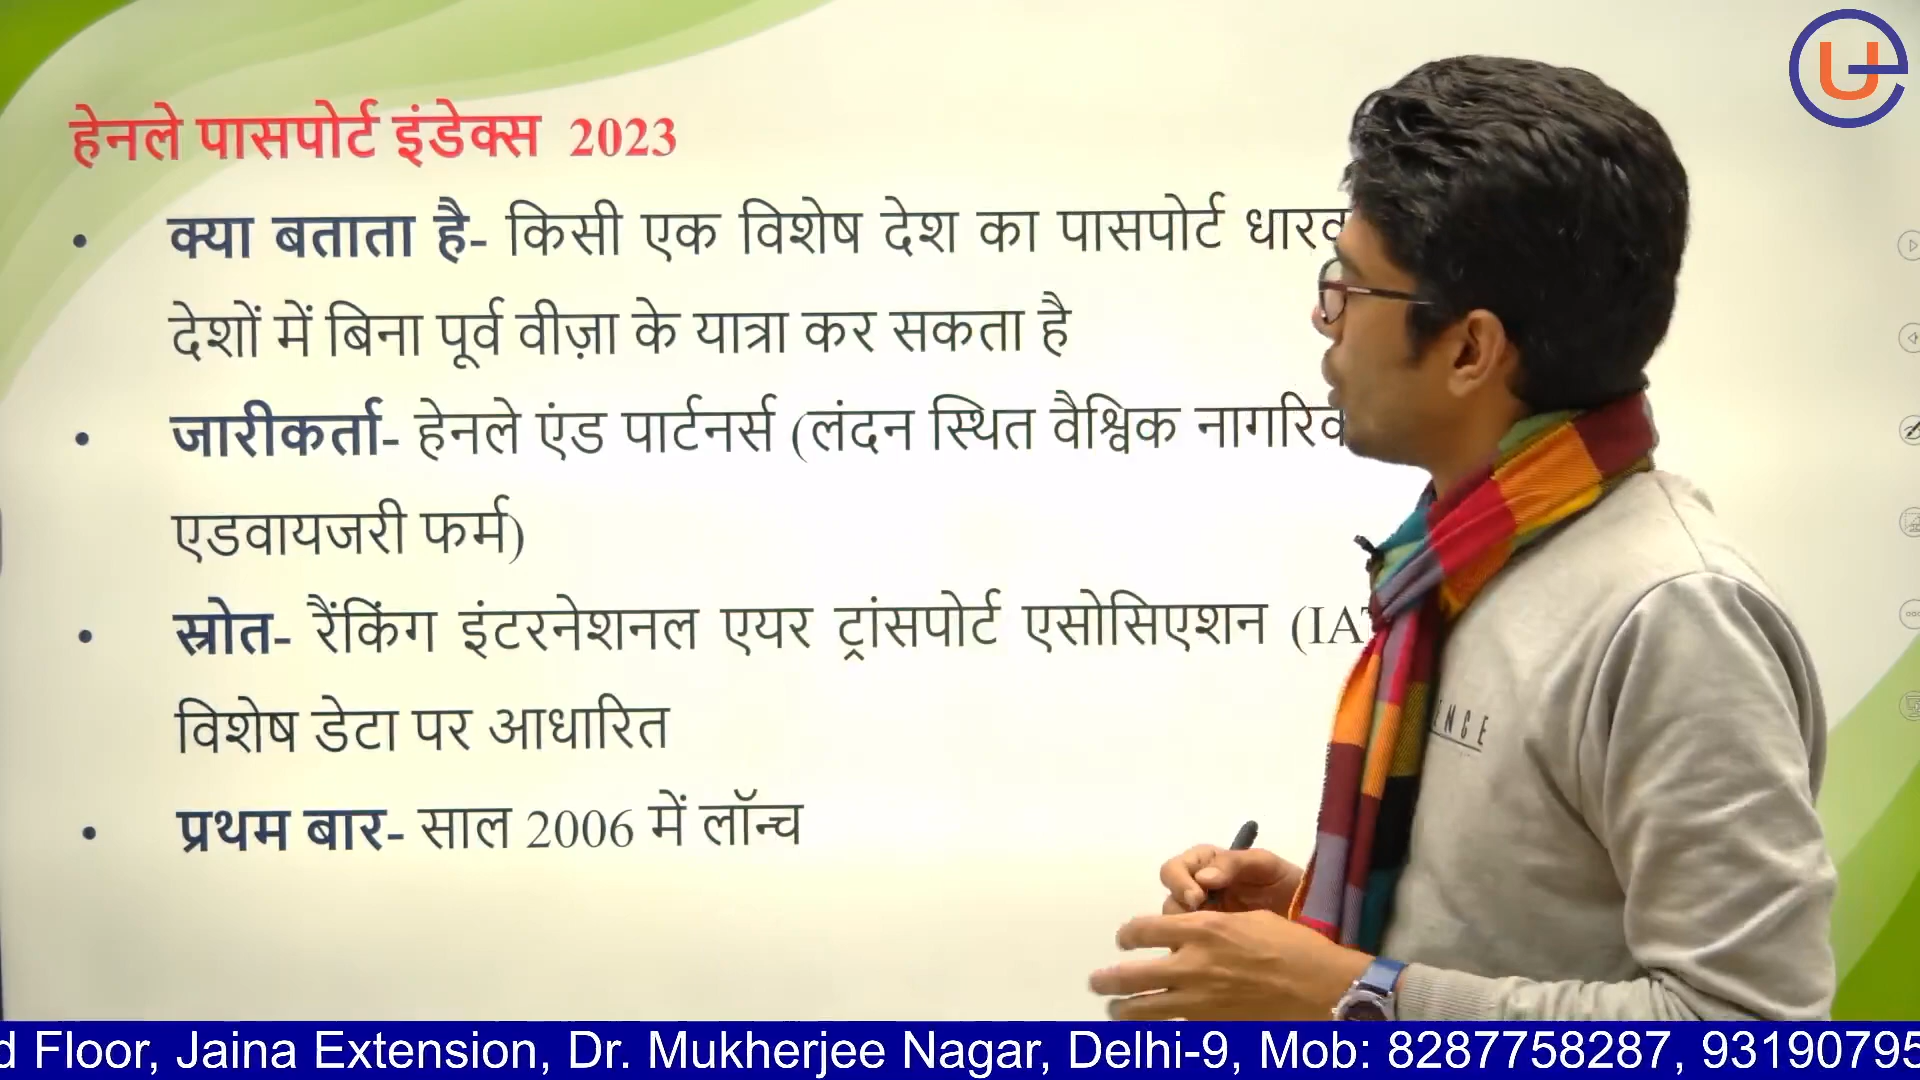 हेनले पासपोर्ट इंडेक्स 2023
• क्या बताता है- किसी एक विशेष देश का पासपोर्ट
देशों में बिना पूर्व वीज़ा के यात्रा कर सकता है
• जारीकर्ता- हेनले एंड पार्टनर्स (लंदन स्थित वैश्विक
एडवायजरी फर्म)
• स्रोत- रैंकिंग इंटरनेशनल एयर ट्रांसपोर्ट एसोसिएशन
विशेष डेटा पर आधारित
• प्रथम बार- साल 2006 में लॉन्च
Floor, Jaina Extension, Dr. Mukherjee Nagar, Delhi-9, Mob: 8287758287,